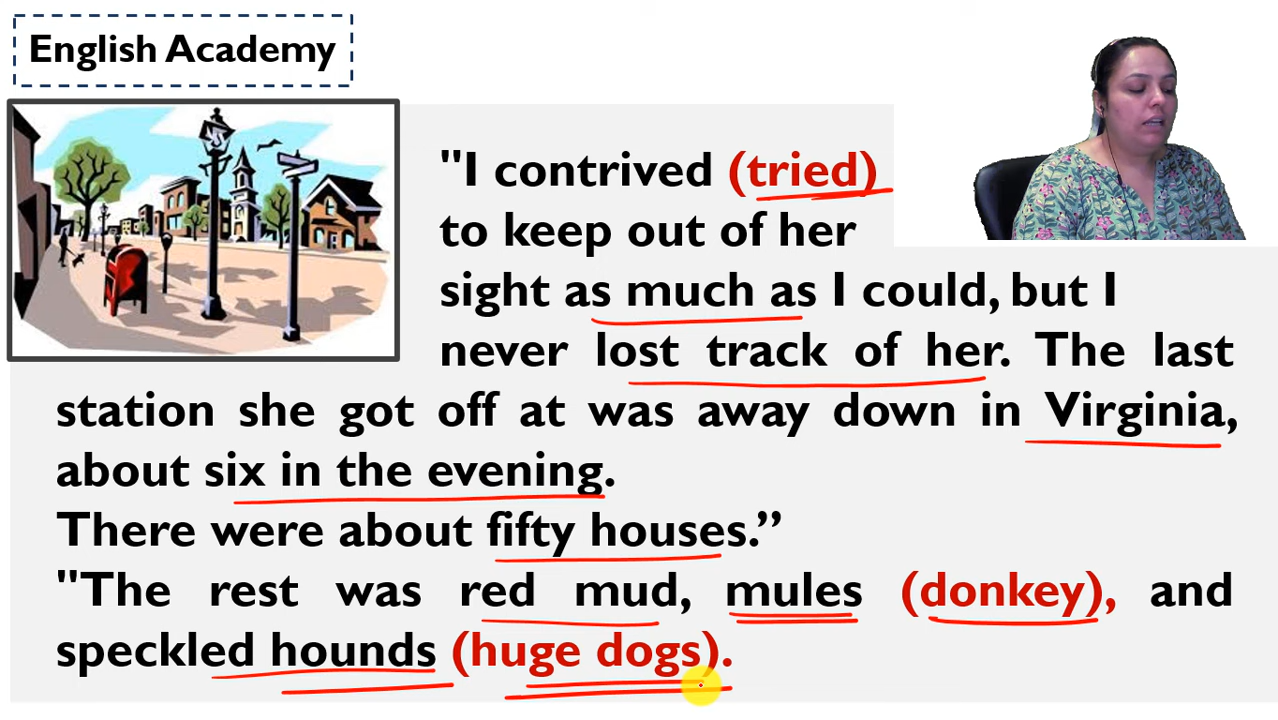 English Academy
"I contrived (tried)
to keep out of her
sight as much as I could, but I
never lost track of her. The last
station she got off at was away down in Virginia,
about six in the evening.
There were about fifty houses.”
"The rest was red mud, mules (donkey), and
speckled hounds (huge dogs).